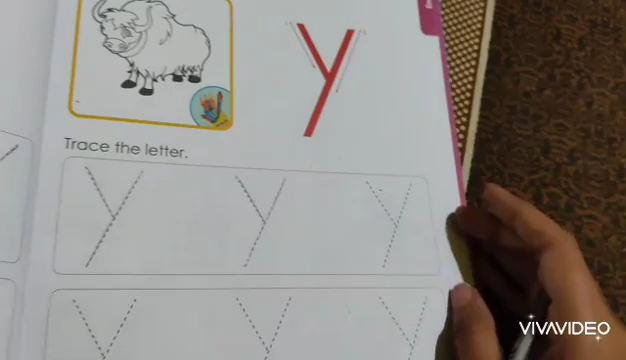 y
Trace the letter.
y y y
y y y
VIVAVIDEO